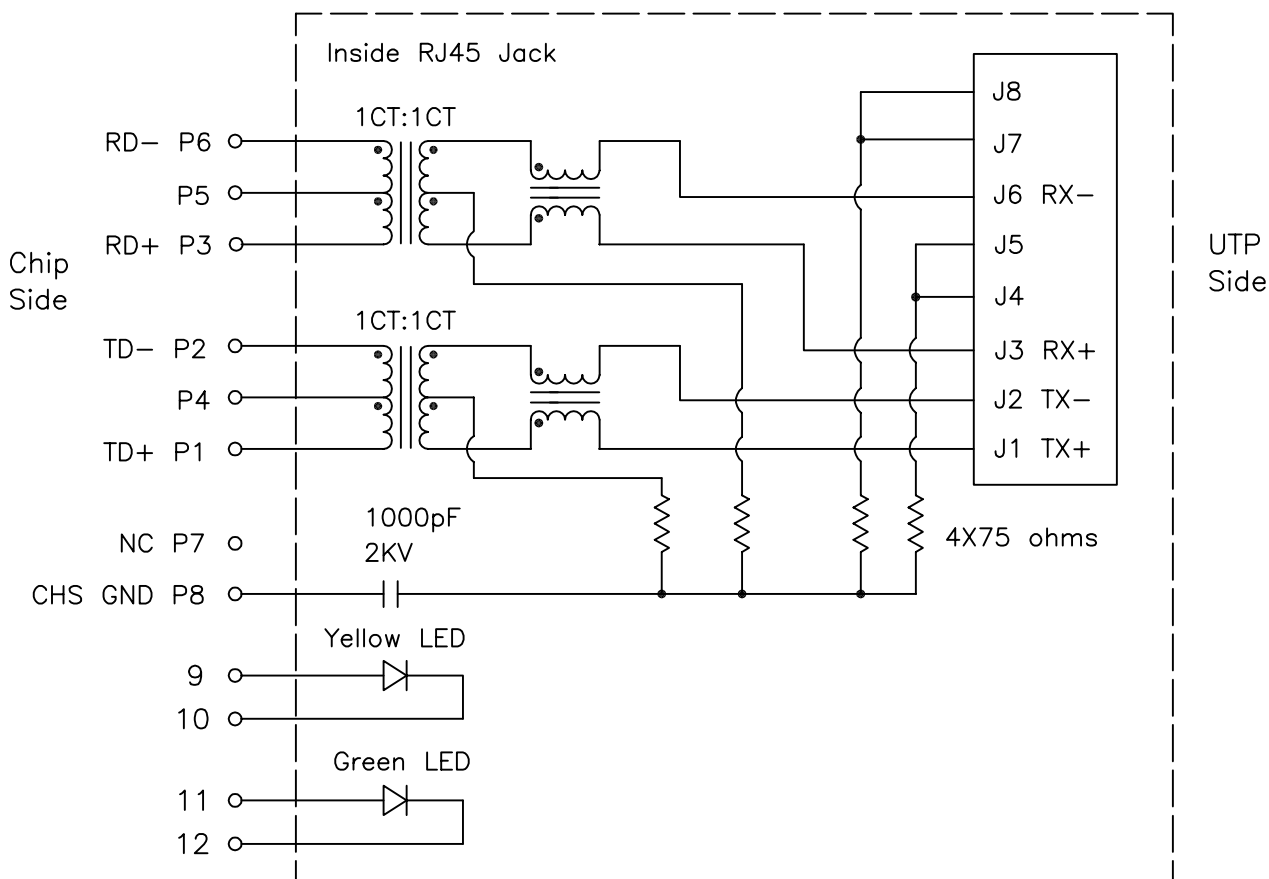 Inside RJ45 Jack
1CT:1CT
RD- P6
P5
RD+ P3
Chip
Side
1CT:1CT
TD- P2
P4
TD+ P1
NC P7
CHS GND P8
1000pF
2KV
Yellow LED
9
10
Green LED
11
12
J8
J7
J6 RX-
J5
J4
J3 RX+
J2 TX-
J1 TX+
4X75 ohms
UTP
Side